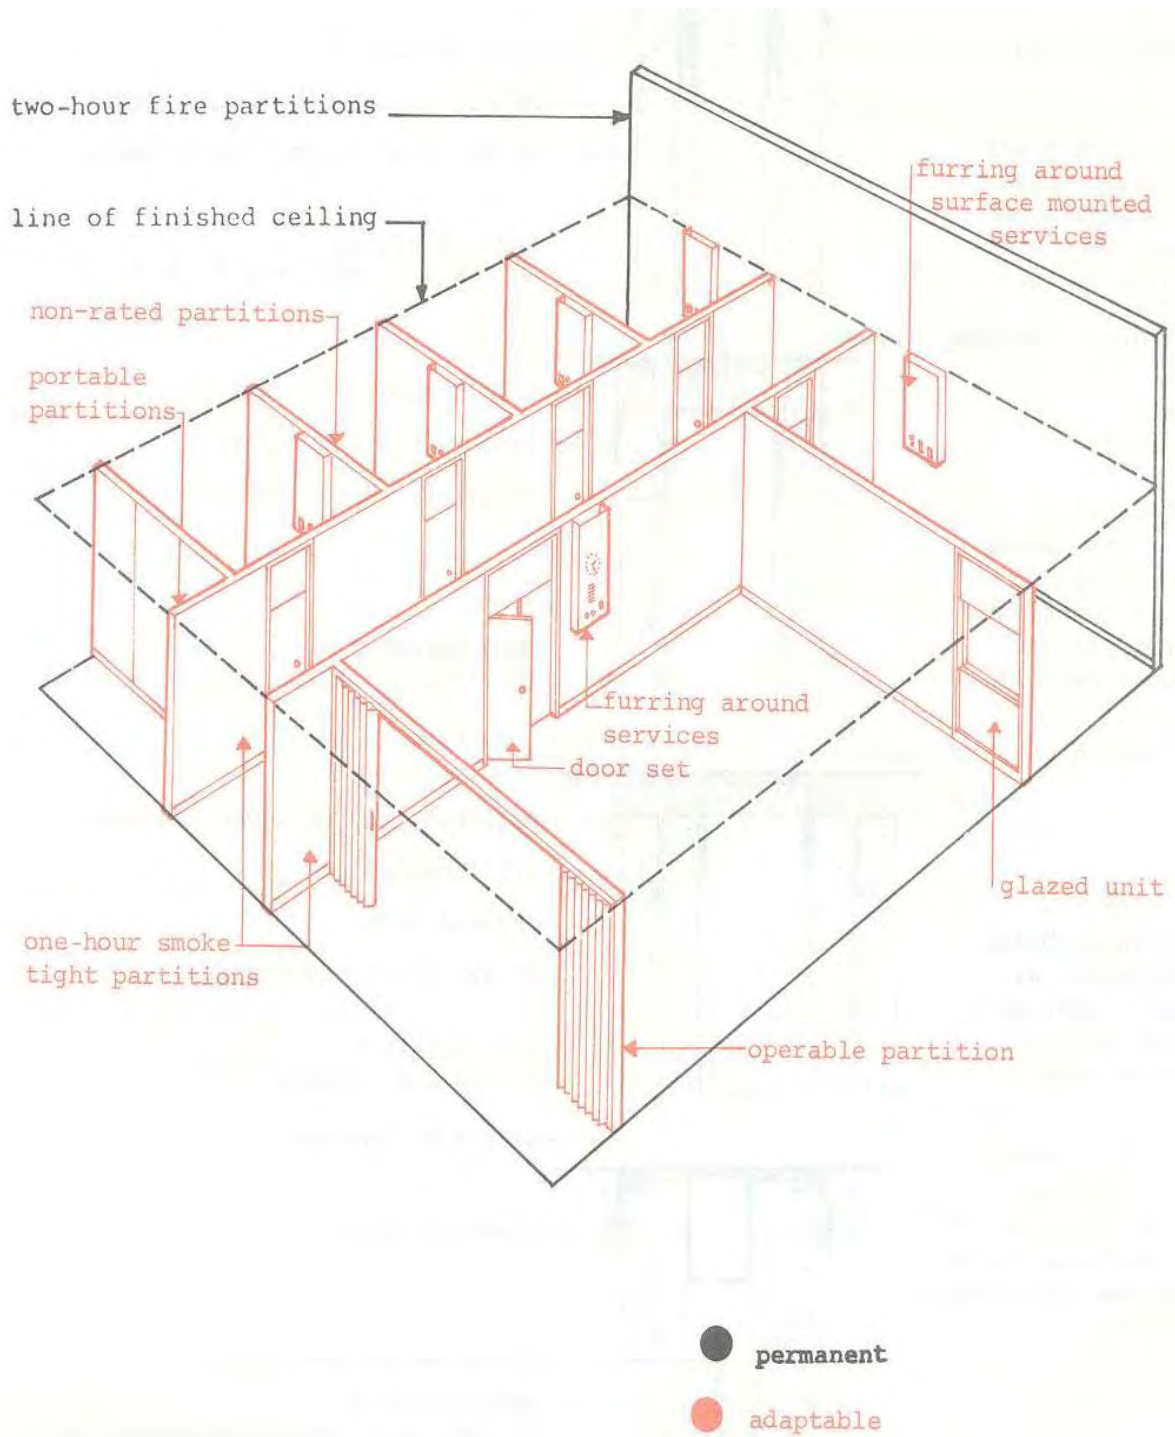 two-hour fire partitions
line of finished ceiling
furring around
surface mounted
services
non-rated partitions
portable
partitions
furring around
services
door set
glazed unit
one-hour smoke
tight partitions
operable partition
permanent
adaptable